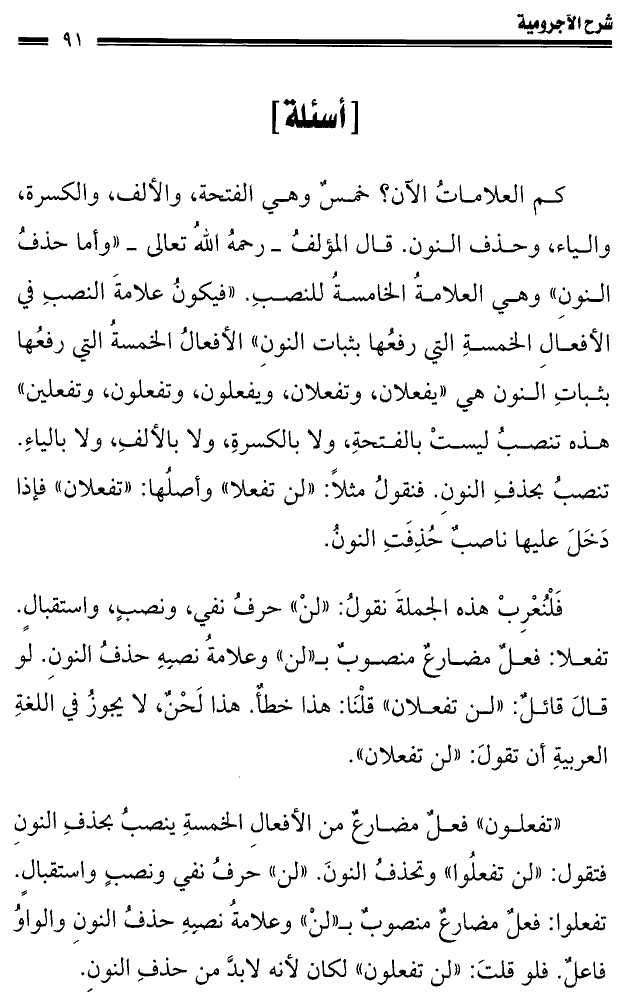 شرح الآجرومية
٩١
[أسئلة]
كم العلاماتُ الآن؟ خمسٌ وهي الفتحة، والألف، والكسرة،
والياء، وحذف النون. قال المؤلفُ ـ رحمهُ اللهُ تعالى ـ «وأما حذفُ
النونِ» وهي العلامةُ الخامسةُ للنصبِ. «فيكونُ علامةَ النصبِ في
الأفعالِ الخمسةِ التي رفعُها بثبات النونِ» الأفعالُ الخمسةُ التي رفعُها
بثباتِ النون هي «يفعلان، وتفعلان، ويفعلون، وتفعلون، وتفعلين»
هذه تنصبُ ليستْ بالفتحةِ، ولا بالكسرةِ، ولا بالألفِ، ولا بالياءِ.
تنصبُ بحذفِ النونِ. فنقولُ مثلاً: «لن تفعلا» وأصلُها: «تفعلان» فإذا
دَخَلَ عليها ناصبٌ حُذِفَتِ النونُ.
فَلْنُعْرِبْ هذه الجملةَ نقولُ: «لنْ» حرفُ نفي، ونصبٍ، واستقبالٍ.
تفعلا: فعلٌ مضارعٌ منصوبٌ بـ«لن» وعلامةُ نصبِهِ حذفُ النونِ. لو
قالَ قائلٌ: «لن تفعلان» قلْنَا: هذا خطأٌ. هذا لَحْنٌ، لا يجوزُ في اللغةِ
العربيةِ أن تقولَ: «لن تفعلان».
«تفعلون» فعلٌ مضارعٌ من الأفعالِ الخمسةِ ينصبُ بحذفِ النونِ
فتقول: «لن تفعلُوا» وتحذفُ النونَ. «لن» حرفُ نفي ونصبٍ واستقبالٍ.
تفعلوا: فعلٌ مضارعٌ منصوبٌ بـ«لنْ» وعلامةُ نصبِهِ حذفُ النونِ والواوُ
فاعلٌ. فلو قلتَ: «لن تفعلون» لكان لأنه لابدَّ من حذفِ النونِ.